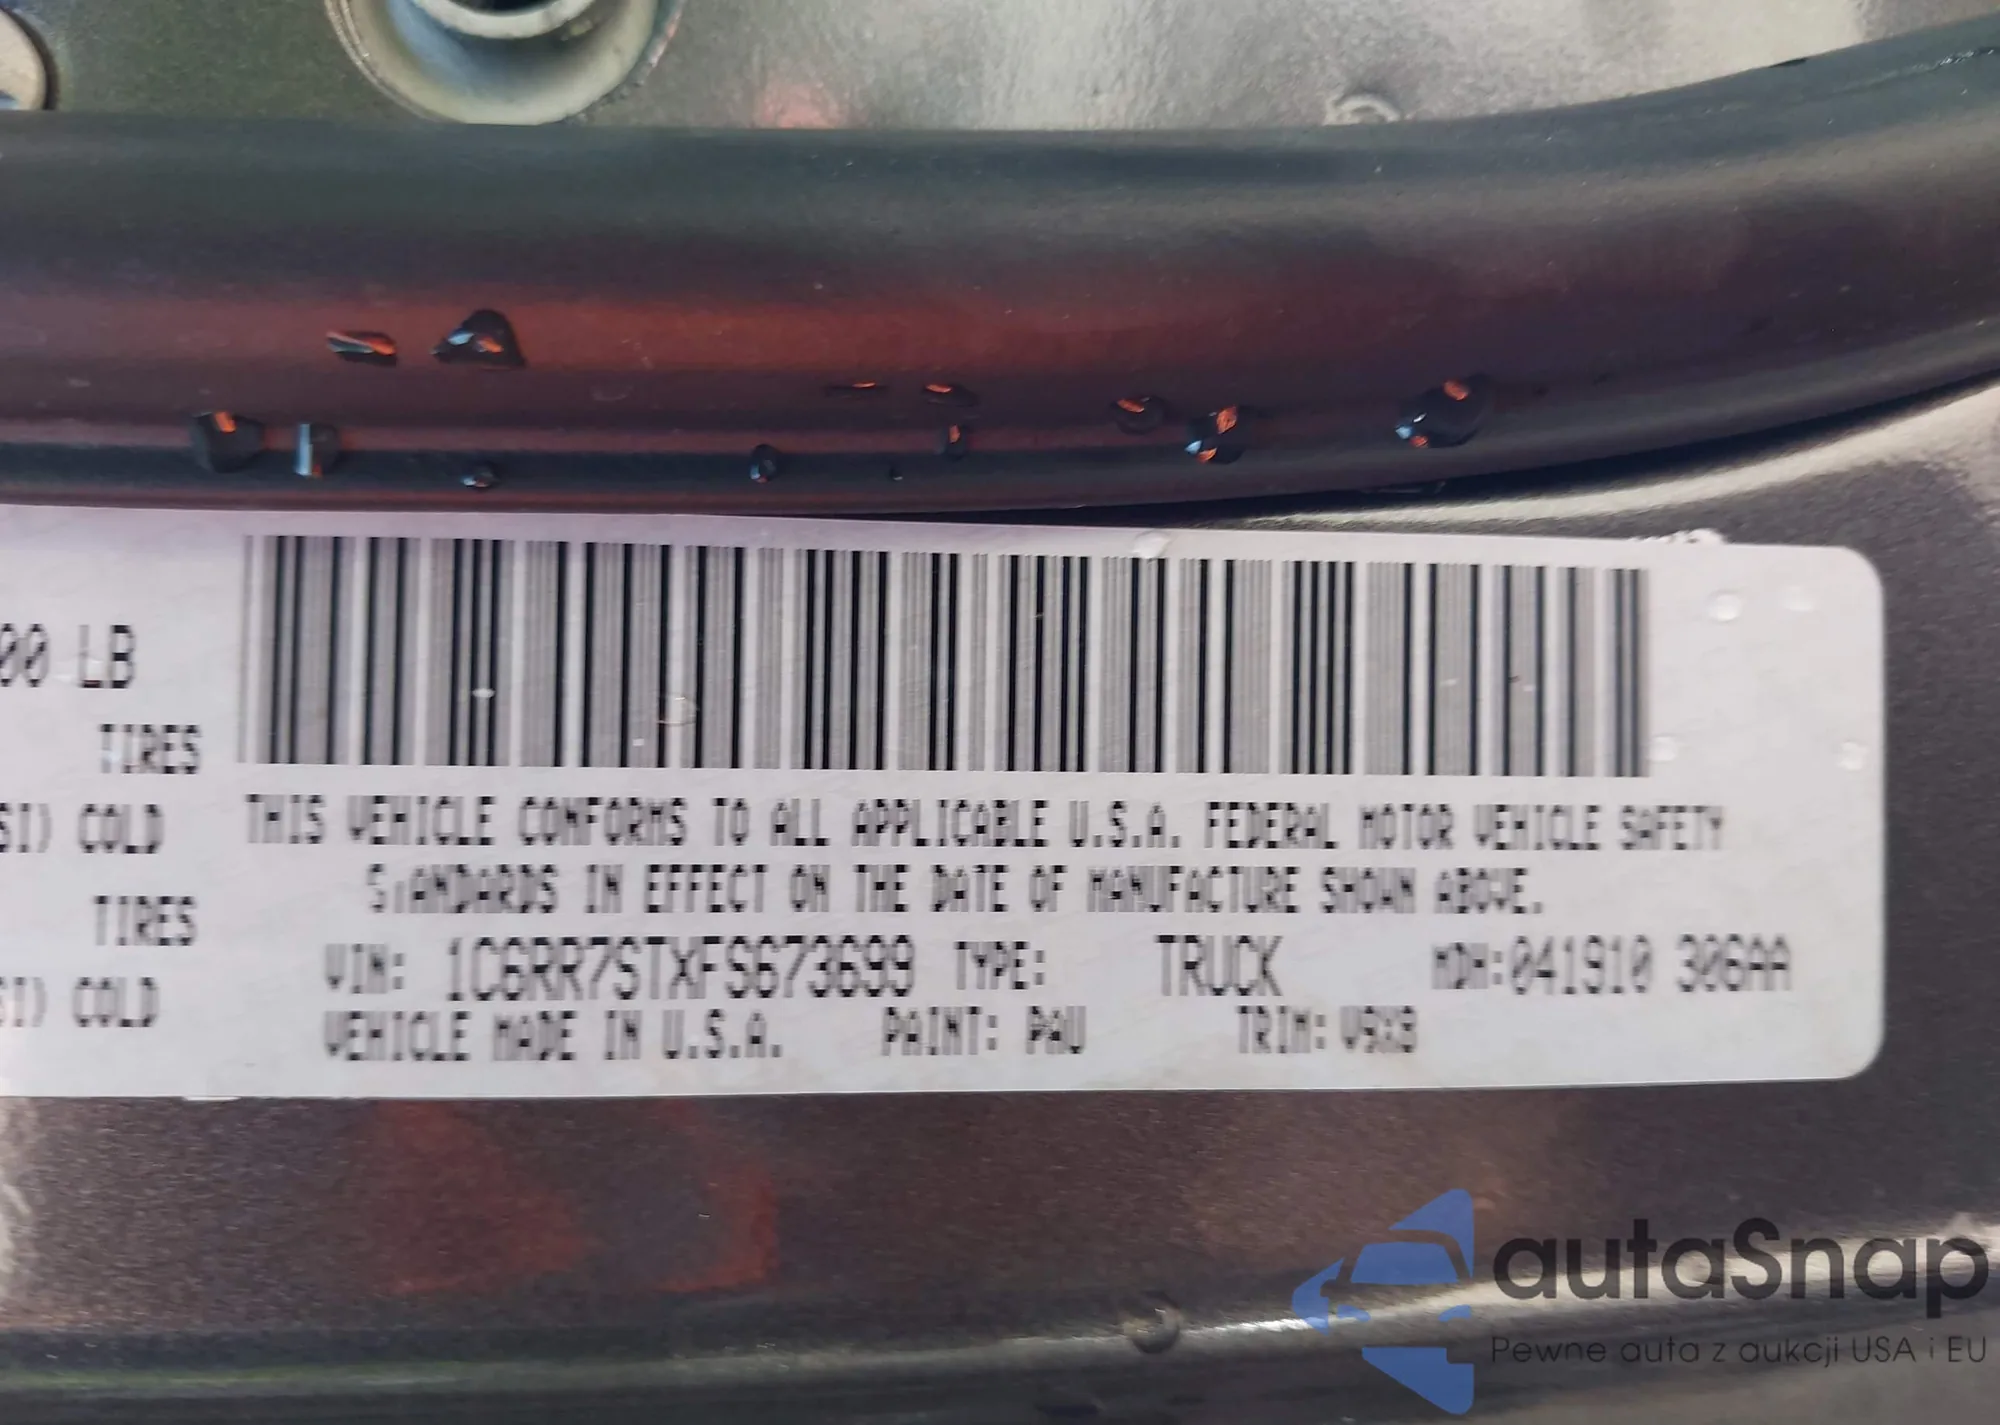 00 LB
TIRES
SI) COLD
TIRES
SI) COLD
THIS VEHICLE CONFORMS TO ALL APPLICABLE U.S.A. FEDERAL MOTOR VEHICLE SAFETY
STANDARDS IN EFFECT ON THE DATE OF MANUFACTURE SHOWN ABOVE.
VIN: 1C6RR7STXFS673699 TYPE: TRUCK MDH:041910 306AA
VEHICLE MADE IN U.S.A. PAINT: PAU TRIM: V9X8
autaSnap
Pewne auta z aukcji USA i EU